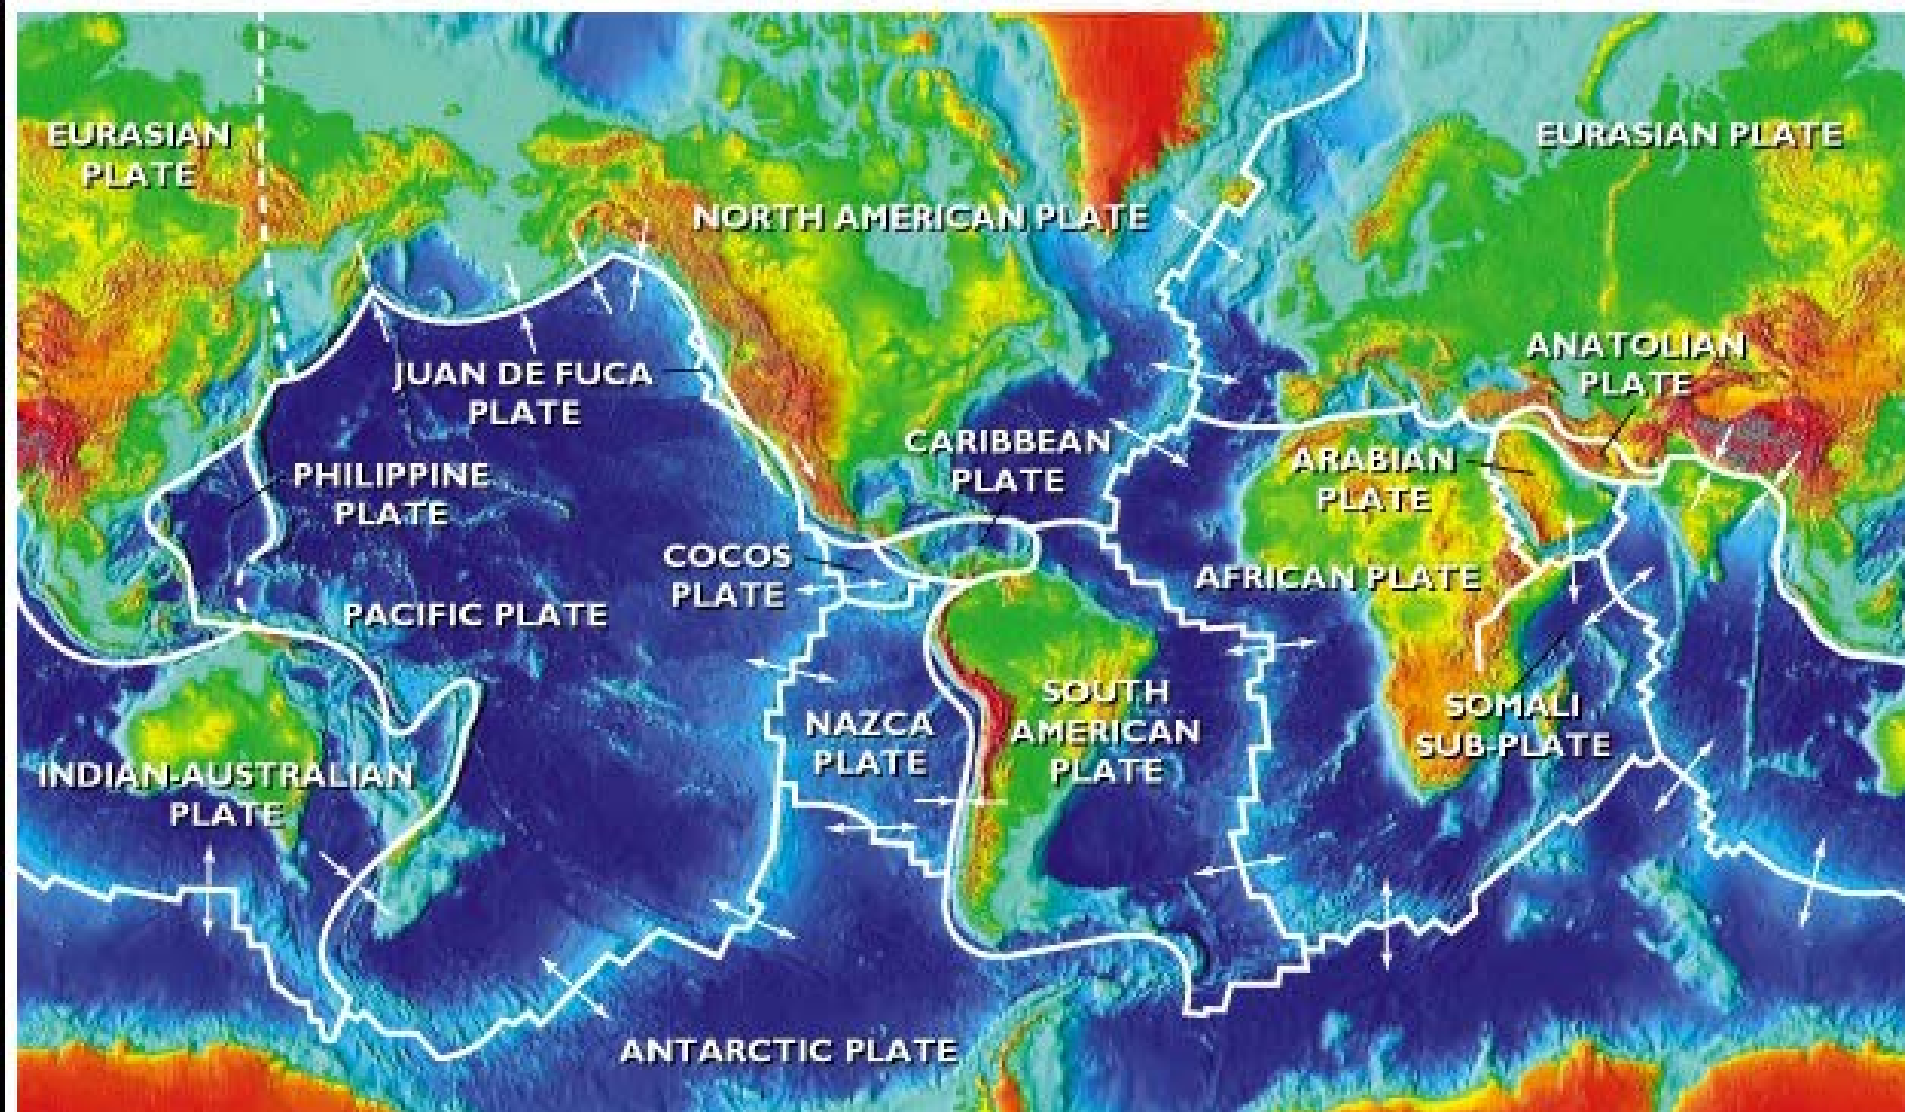 EURASIAN
PLATE
EURASIAN PLATE
NORTH AMERICAN PLATE
ANATOLIAN
PLATE
JUAN DE FUCA
PLATE
CARIBBEAN
PLATE
ARABIAN
PLATE
PHILIPPINE
PLATE
COCOS
PLATE
AFRICAN PLATE
PACIFIC PLATE
SOUTH
AMERICAN
PLATE
SOMALI
SUB-PLATE
NAZCA
PLATE
INDIAN-AUSTRALIAN
PLATE
ANTARCTIC PLATE